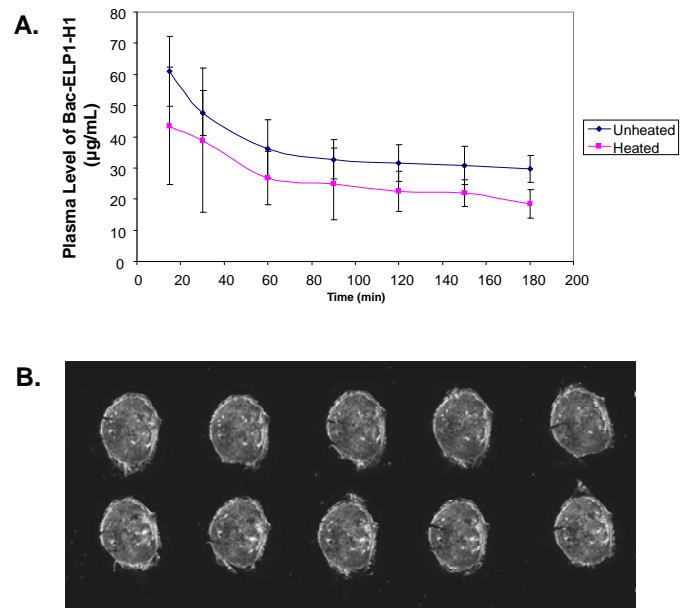 A.
Plasma Level of Bac-ELP1-H1
(µg/mL)
80
70
60
50
40
30
20
10
0
0 20 40 60 80 100 120 140 160 180 200
Time (min)
Unheated
Heated
B.